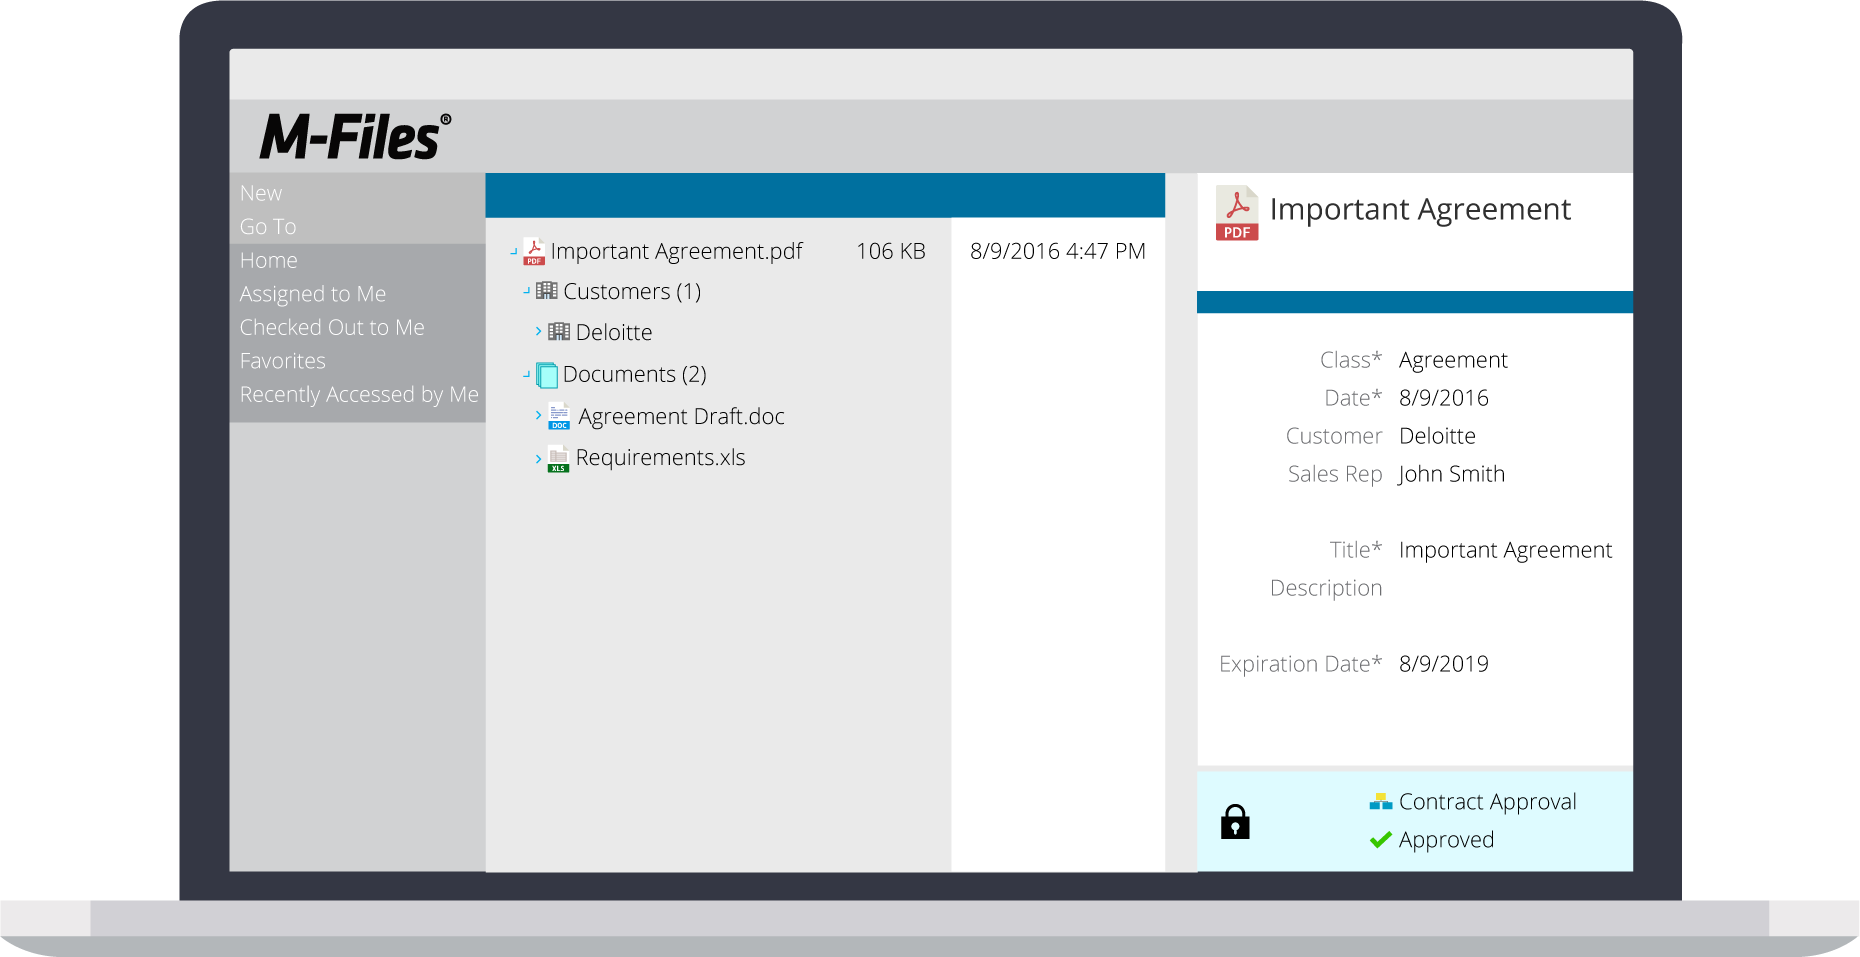 M-Files®
New
Go To
Home
Assigned to Me
Checked Out to Me
Favorites
Recently Accessed by Me
PDF Important Agreement.pdf 106 KB 8/9/2016 4:47 PM
Customers (1)
Deloitte
Documents (2)
DOC Agreement Draft.doc
XLS Requirements.xls
PDF Important Agreement
Class* Agreement
Date* 8/9/2016
Customer Deloitte
Sales Rep John Smith
Title* Important Agreement
Description
Expiration Date* 8/9/2019
Contract Approval
Approved